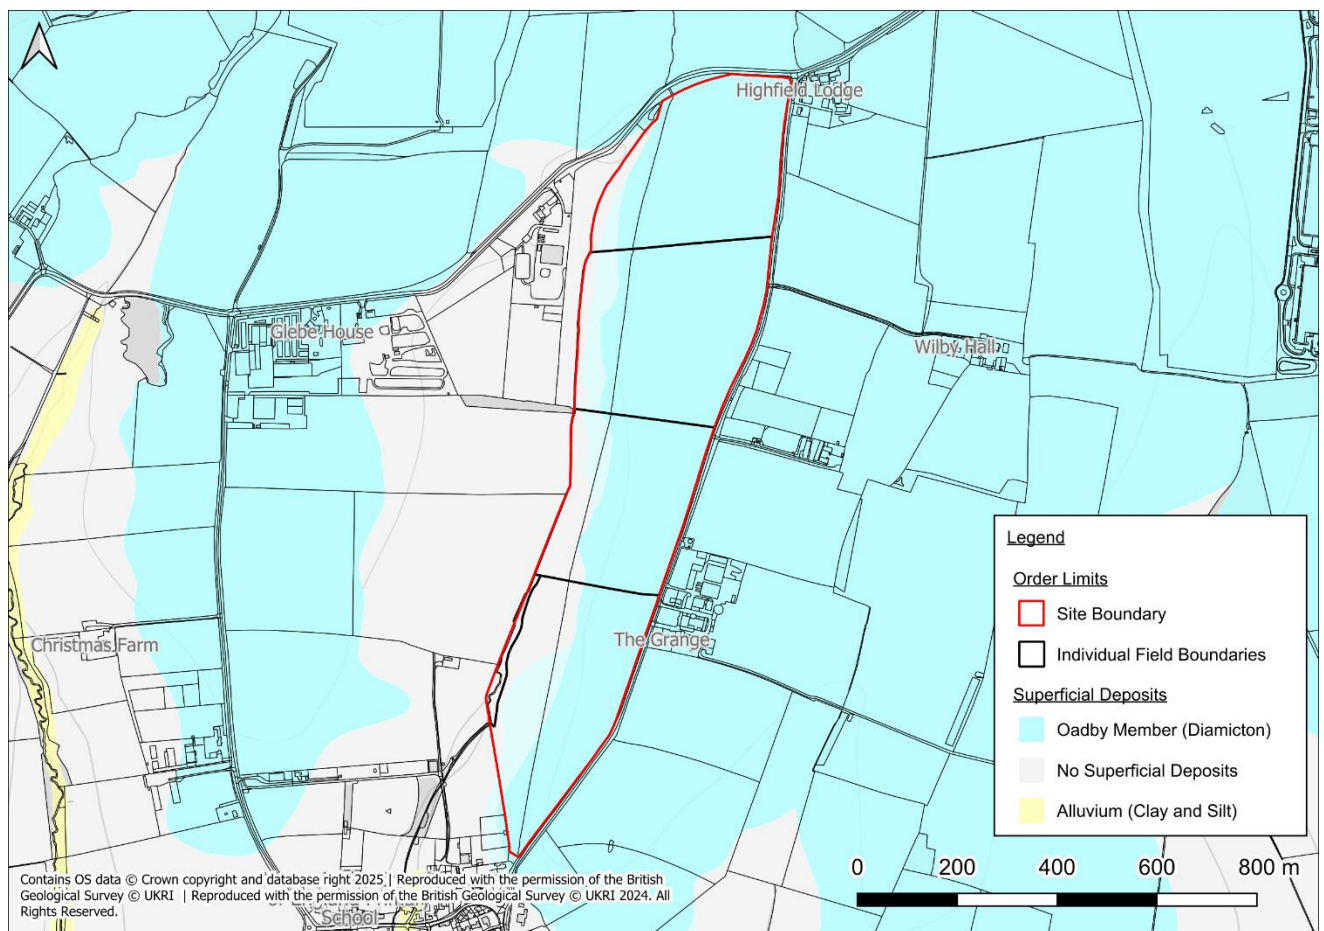 Highfield Lodge
Glebe House
Wilby Hall
Christmas Farm
The Grange
Legend
Order Limits
Site Boundary
Individual Field Boundaries
Superficial Deposits
Oadby Member (Diamicton)
No Superficial Deposits
Alluvium (Clay and Silt)
0 200 400 600 800 m
Contains OS data © Crown copyright and database right 2025 | Reproduced with the permission of the British
Geological Survey © UKRI | Reproduced with the permission of the British Geological Survey © UKRI 2024. All
Rights Reserved.
School